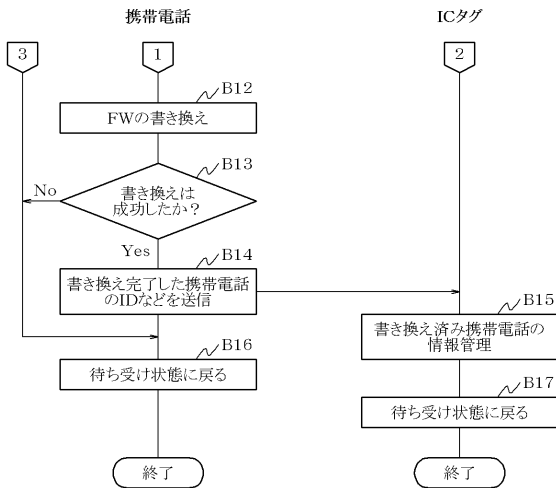 携帯電話
ICタグ
3
1
2
B12
FWの書き換え
B13
書き換えは
成功したか？
No
Yes
B14
書き換え完了した携帯電話
のIDなどを送信
B15
書き換え済み携帯電話の
情報管理
B16
待ち受け状態に戻る
B17
待ち受け状態に戻る
終了
終了